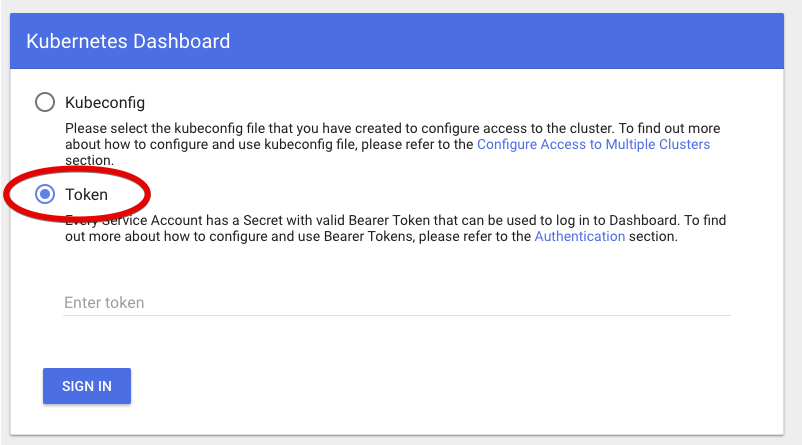 Kubernetes Dashboard
Kubeconfig
Please select the kubeconfig file that you have created to configure access to the cluster. To find out more
about how to configure and use kubeconfig file, please refer to the Configure Access to Multiple Clusters
section.
Token
Every Service Account has a Secret with valid Bearer Token that can be used to log in to Dashboard. To find
out more about how to configure and use Bearer Tokens, please refer to the Authentication section.
Enter token
SIGN IN